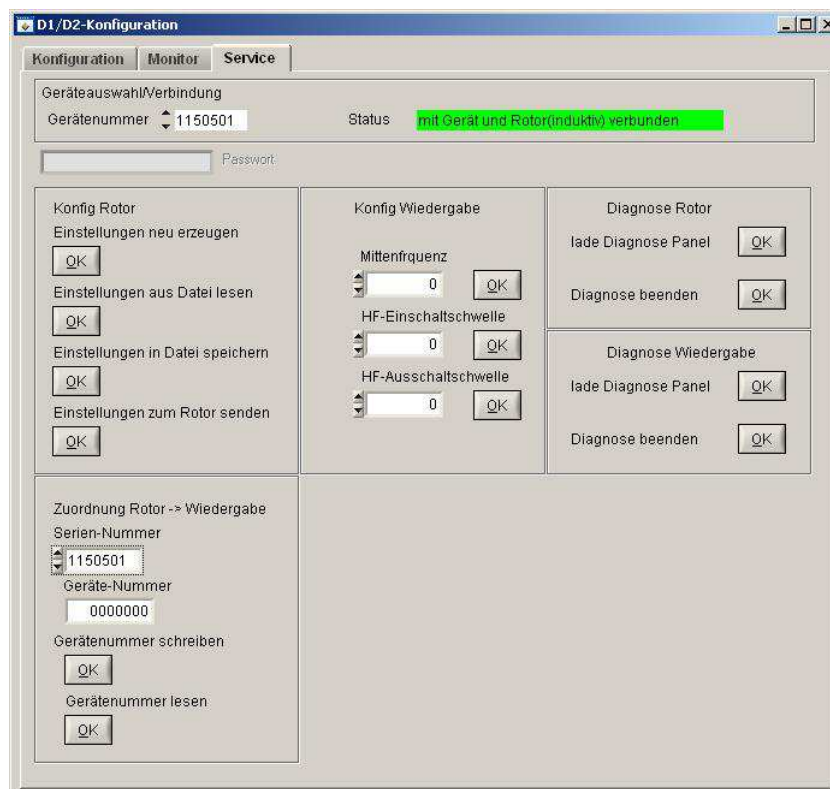 D1/D2-Konfiguration
Konfiguration Monitor Service
Geräteauswahl/Verbindung
Gerätenummer 1150501 Status mit Gerät und Rotor(induktiv) verbunden
Passwort
Konfig Rotor
Einstellungen neu erzeugen
OK
Einstellungen aus Datei lesen
OK
Einstellungen in Datei speichern
OK
Einstellungen zum Rotor senden
OK
Konfig Wiedergabe
Mittenfrquenz
0 OK
HF-Einschaltschwelle
0 OK
HF-Ausschaltschwelle
0 OK
Diagnose Rotor
lade Diagnose Panel OK
Diagnose beenden OK
Diagnose Wiedergabe
lade Diagnose Panel OK
Diagnose beenden OK
Zuordnung Rotor -> Wiedergabe
Serien-Nummer
1150501
Geräte-Nummer
0000000
Gerätenummer schreiben
OK
Gerätenummer lesen
OK